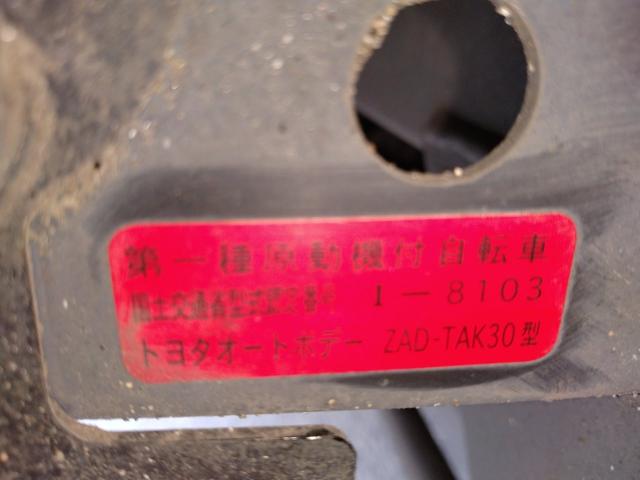 第一種原動機付自転車
国土交通省型式認定番号 I－8103
トヨタオートボデー ZAD-TAK30型